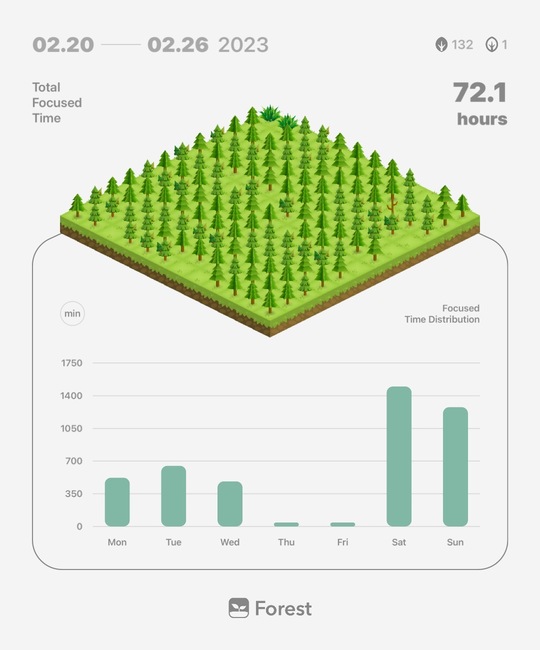 02.20 — 02.26 2023
132 1
Total
Focused
Time
72.1
hours
min
Focused
Time Distribution
1750
1400
1050
700
350
0
Mon Tue Wed Thu Fri Sat Sun
Forest